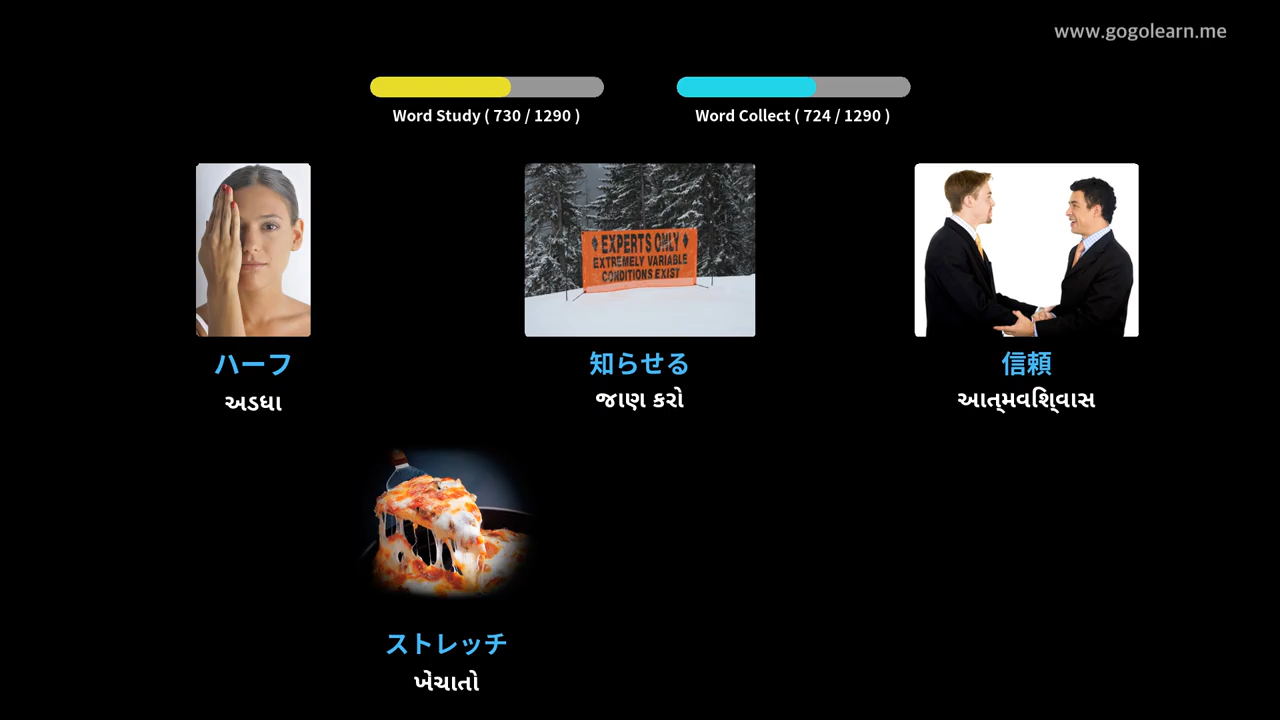 www.gogolearn.me
Word Study ( 730 / 1290 )
Word Collect ( 724 / 1290 )
EXPERTS ONLY
EXTREMELY VARIABLE
CONDITIONS EXIST
ハーフ
અડધા
知らせる
જાણ કરો
信頼
આત્મવિશ્વાસ
ストレッチ
ખેંચાતો